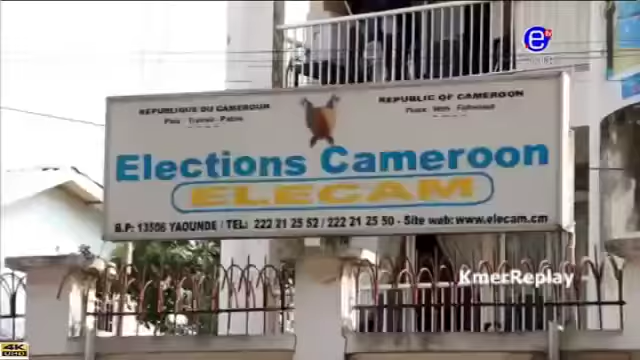 REPUBLIQUE DU CAMEROUN
Paix - Travail - Patrie
REPUBLIC OF CAMEROON
Peace - Work - Fatherland
Elections Cameroon
ELECAM
B.P: 13506 YAOUNDE / TEL: 222 21 25 52 / 222 21 25 50 - Site web: www.elecam.cm
KmerReplay
4K